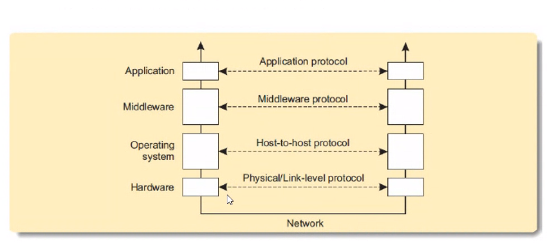 Application
Application protocol
Middleware
Middleware protocol
Operating
system
Host-to-host protocol
Hardware
Physical/Link-level protocol
Network